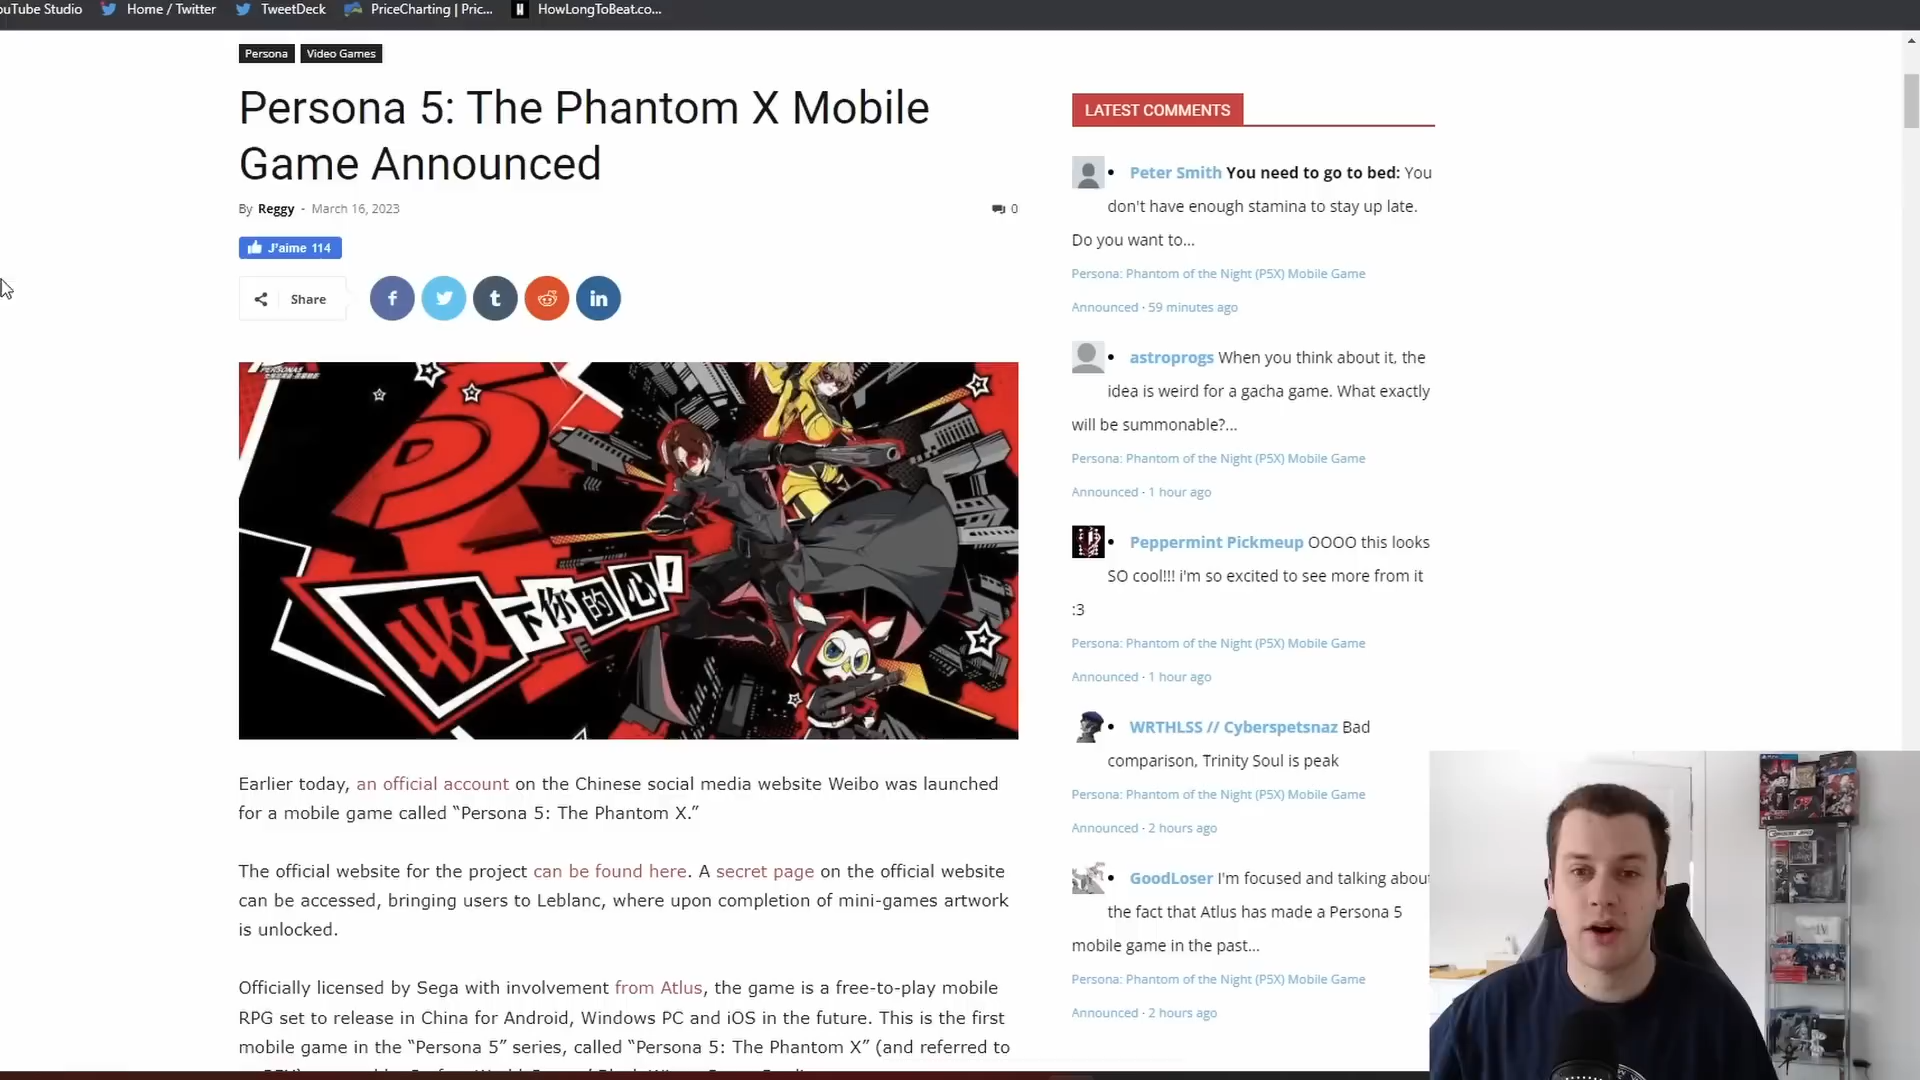 ouTube Studio
Home / Twitter
TweetDeck
PriceCharting | Pric...
HowLongToBeat.co...
Persona
Video Games
Persona 5: The Phantom X Mobile
Game Announced
By Reggy - March 16, 2023
0
J'aime 114
Share
收下你的心!
Earlier today, an official account on the Chinese social media website Weibo was launched
for a mobile game called “Persona 5: The Phantom X.”
The official website for the project can be found here. A secret page on the official website
can be accessed, bringing users to Leblanc, where upon completion of mini-games artwork
is unlocked.
Officially licensed by Sega with involvement from Atlus, the game is a free-to-play mobile
RPG set to release in China for Android, Windows PC and iOS in the future. This is the first
mobile game in the “Persona 5” series, called “Persona 5: The Phantom X” (and referred to
LATEST COMMENTS
Peter Smith You need to go to bed: You
don't have enough stamina to stay up late.
Do you want to...
Persona: Phantom of the Night (P5X) Mobile Game
Announced · 59 minutes ago
astroprogs When you think about it, the
idea is weird for a gacha game. What exactly
will be summonable?...
Persona: Phantom of the Night (P5X) Mobile Game
Announced · 1 hour ago
Peppermint Pickmeup OOOO this looks
SO cool!!! i'm so excited to see more from it
:3
Persona: Phantom of the Night (P5X) Mobile Game
Announced · 1 hour ago
WRTHLSS // Cyberspetsnaz Bad
comparison, Trinity Soul is peak
Persona: Phantom of the Night (P5X) Mobile Game
Announced · 2 hours ago
GoodLoser I'm focused and talking about
the fact that Atlus has made a Persona 5
mobile game in the past...
Persona: Phantom of the Night (P5X) Mobile Game
Announced · 2 hours ago